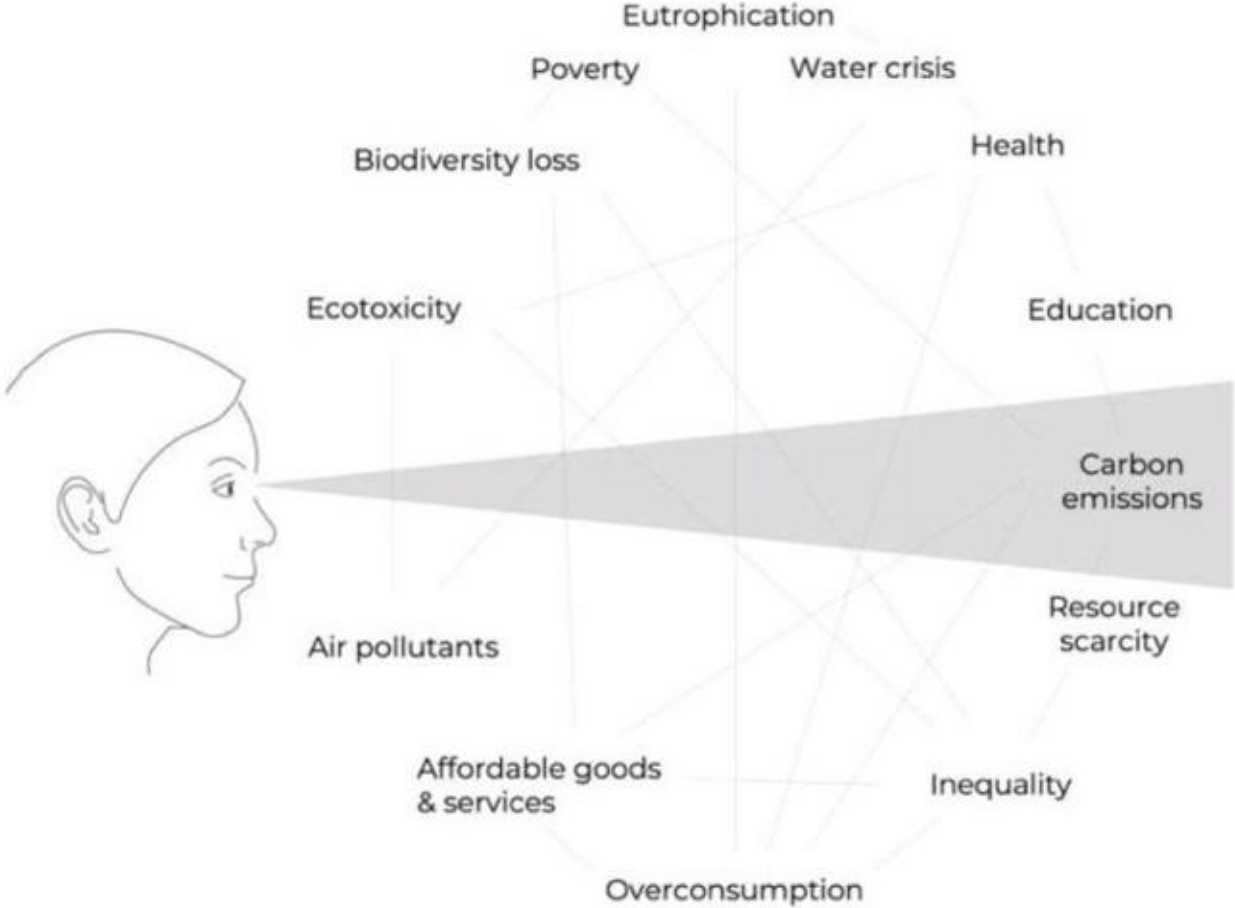 Eutrophication
Poverty
Water crisis
Health
Biodiversity loss
Ecotoxicity
Education
Carbon
emissions
Resource
scarcity
Air pollutants
Affordable goods
& services
Inequality
Overconsumption